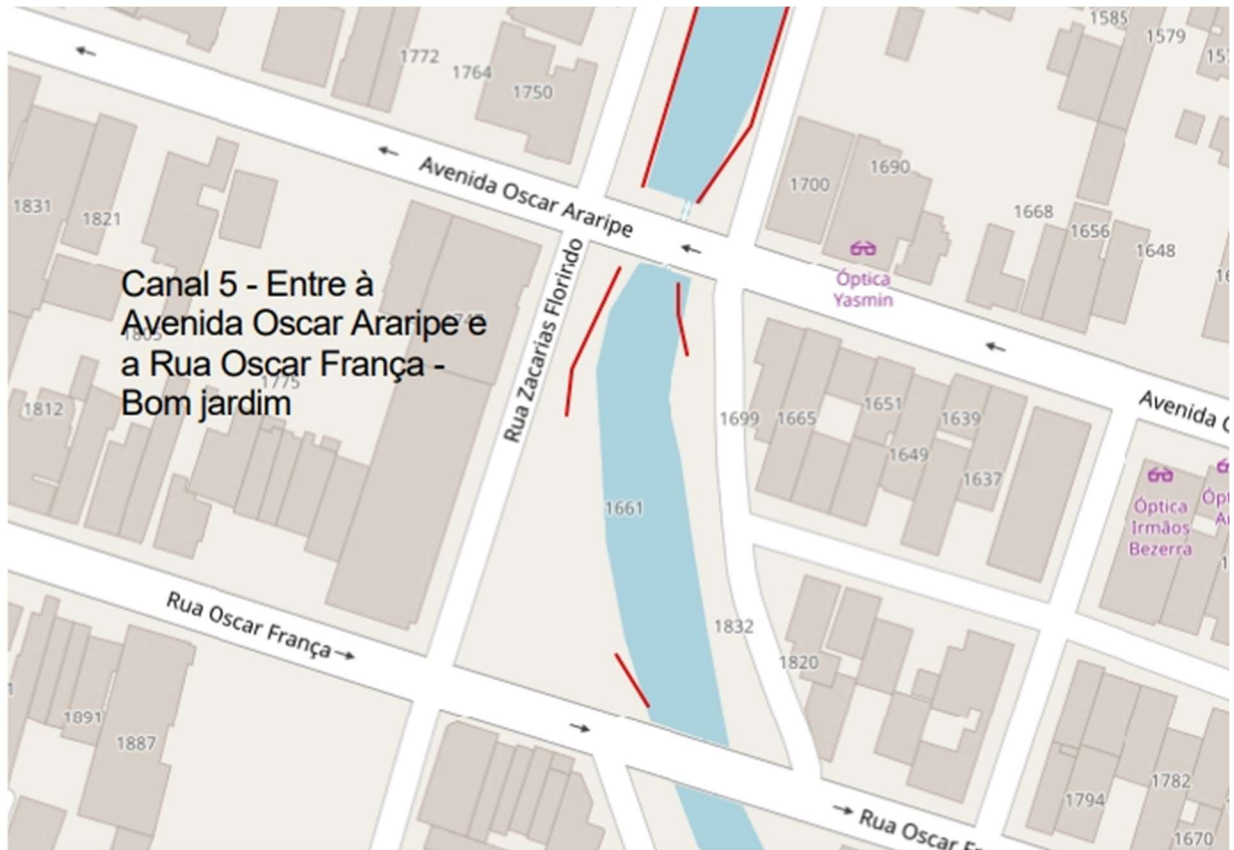 1585
1579
1772
1764
1750
Avenida Oscar Araripe
1700
1690
1668
1656
1648
1831
1821
Óptica
Yasmin
Canal 5 - Entre à
Avenida Oscar Araripe e
a Rua Oscar França -
Bom jardim
1775
1812
Rua Zacarias Florindo
1699
1665
1651
1649
1639
1637
Avenida
Óptica
Irmãos
Bezerra
1661
Rua Oscar França
1832
1820
1891
1887
1794
1782
1670
Rua Oscar